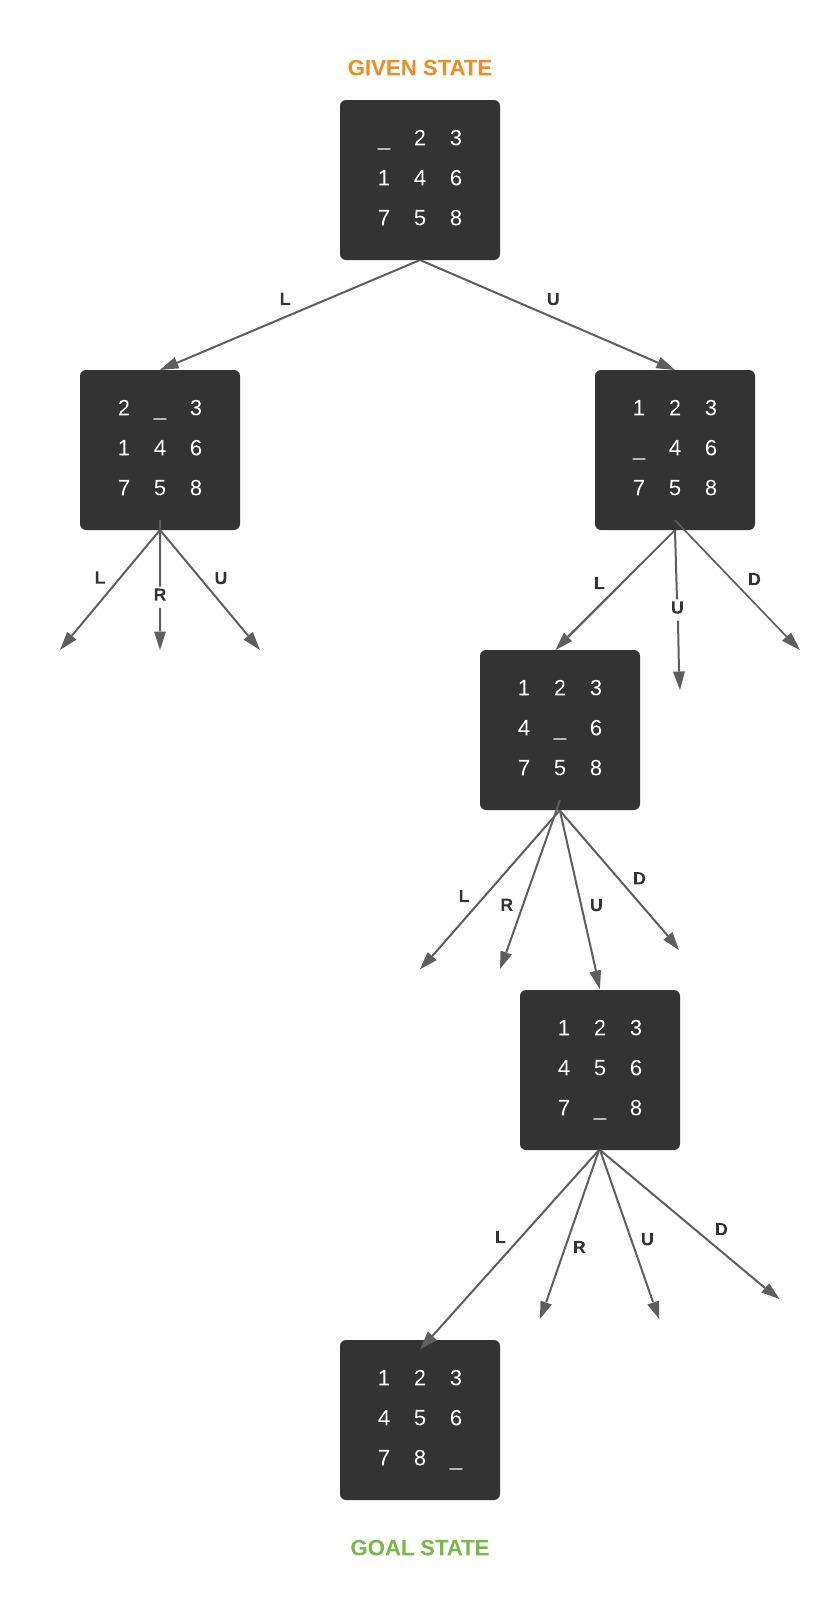 GIVEN STATE
_ 2 3
1 4 6
7 5 8
L U
2 _ 3
1 4 6
7 5 8
1 2 3
_ 4 6
7 5 8
L R U
L U D
1 2 3
4 _ 6
7 5 8
L R U D
1 2 3
4 5 6
7 _ 8
L R U D
1 2 3
4 5 6
7 8 _
GOAL STATE